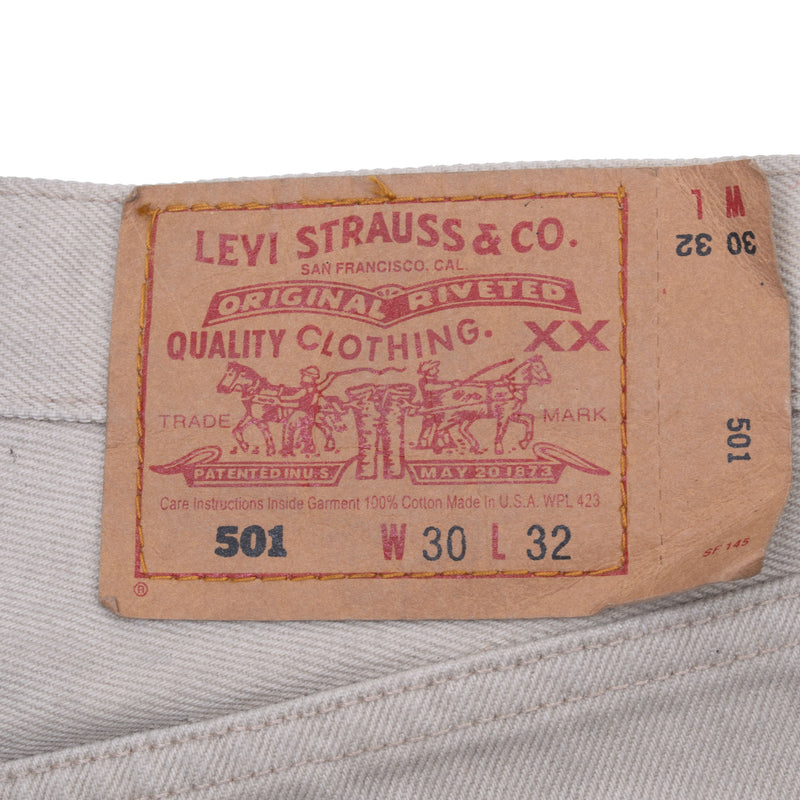 LEVI STRAUSS & CO.
SAN FRANCISCO, CAL.
ORIGINAL RIVETED
QUALITY CLOTHING. XX
TRADE MARK
PATENTED IN U.S. MAY 20 1873
Care Instructions Inside Garment 100% Cotton Made in U.S.A. WPL 423
501 W 30 L 32
®
W L
30 32
501
SF 145